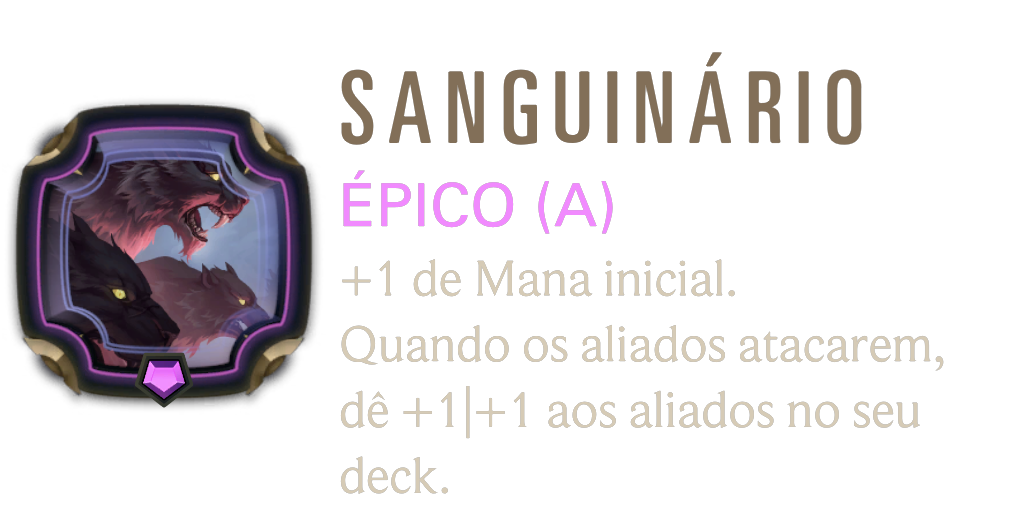 SANGUINÁRIO
ÉPICO (A)
+1 de Mana inicial.
Quando os aliados atacarem,
dê +1|+1 aos aliados no seu
deck.